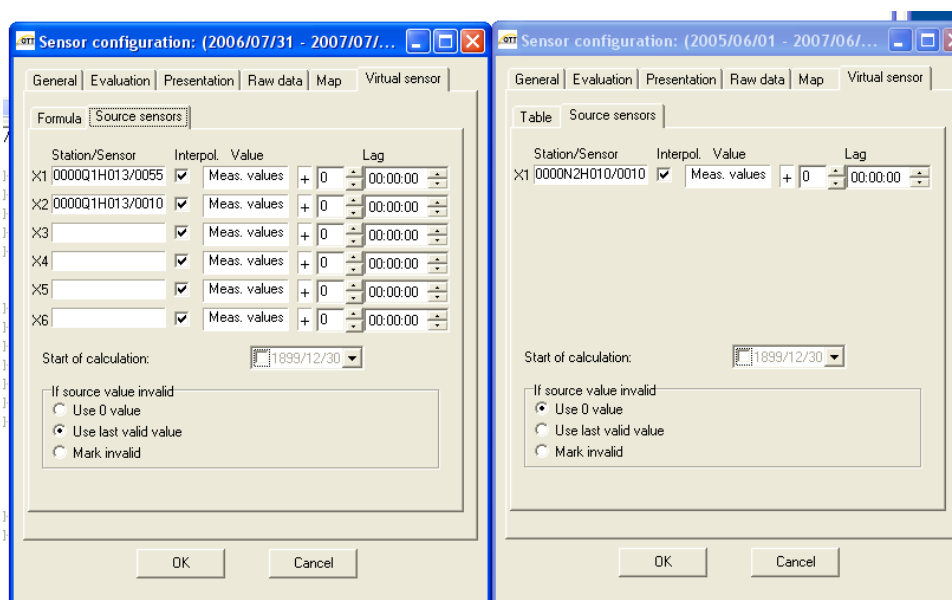 OTT Sensor configuration: (2006/07/31 - 2007/07/...
General Evaluation Presentation Raw data Map Virtual sensor
Formula Source sensors
Station/Sensor Interpol. Value Lag
X1 0000Q1H013/0055 Meas. values + 0 00:00:00
X2 0000Q1H013/0010 Meas. values + 0 00:00:00
X3 Meas. values + 0 00:00:00
X4 Meas. values + 0 00:00:00
X5 Meas. values + 0 00:00:00
X6 Meas. values + 0 00:00:00
Start of calculation: 1899/12/30
If source value invalid
Use 0 value
Use last valid value
Mark invalid
OK Cancel
OTT Sensor configuration: (2005/06/01 - 2007/06/...
General Evaluation Presentation Raw data Map Virtual sensor
Table Source sensors
Station/Sensor Interpol. Value Lag
X1 0000N2H010/0010 Meas. values + 0 00:00:00
Start of calculation: 1899/12/30
If source value invalid
Use 0 value
Use last valid value
Mark invalid
OK Cancel